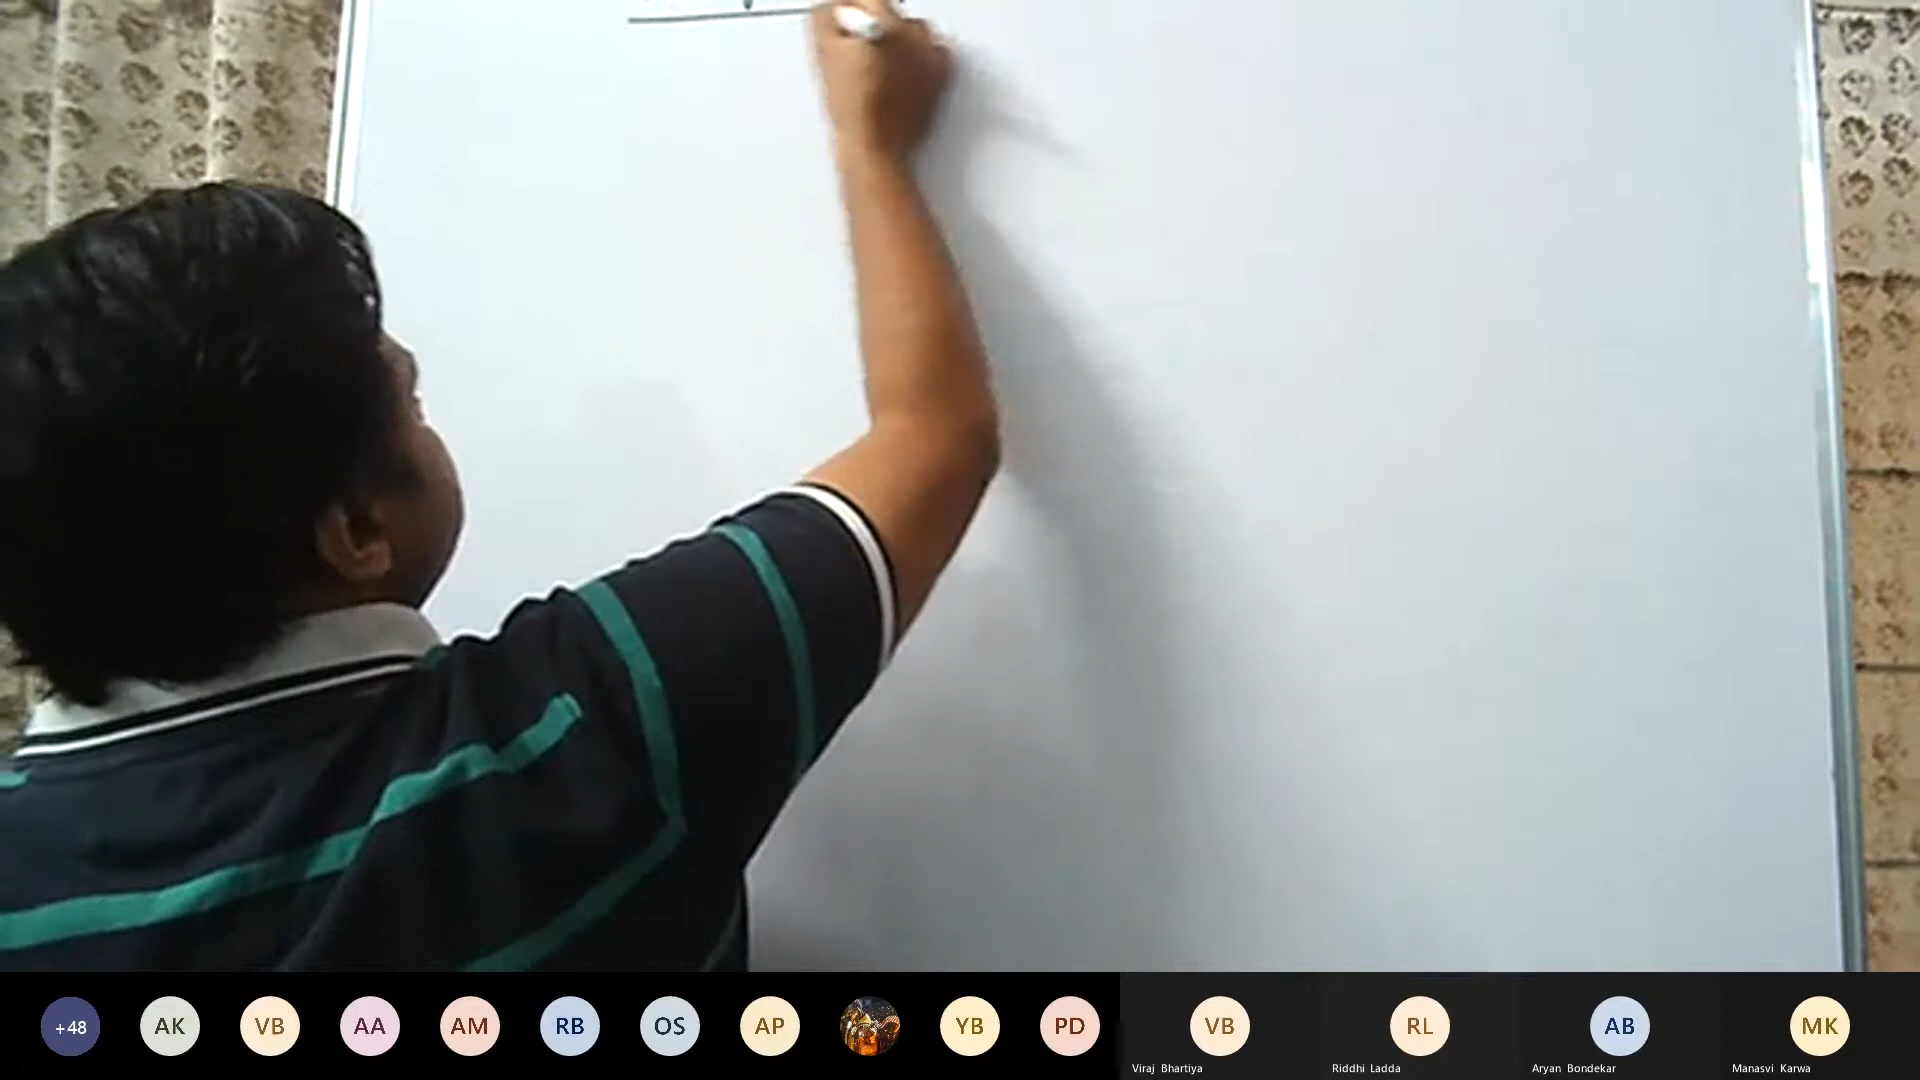 +48 AK VB AA AM RB OS AP YB PD VB RL AB MK
Viraj Bhartiya Riddhi Ladda Aryan Bondekar Manasvi Karwa